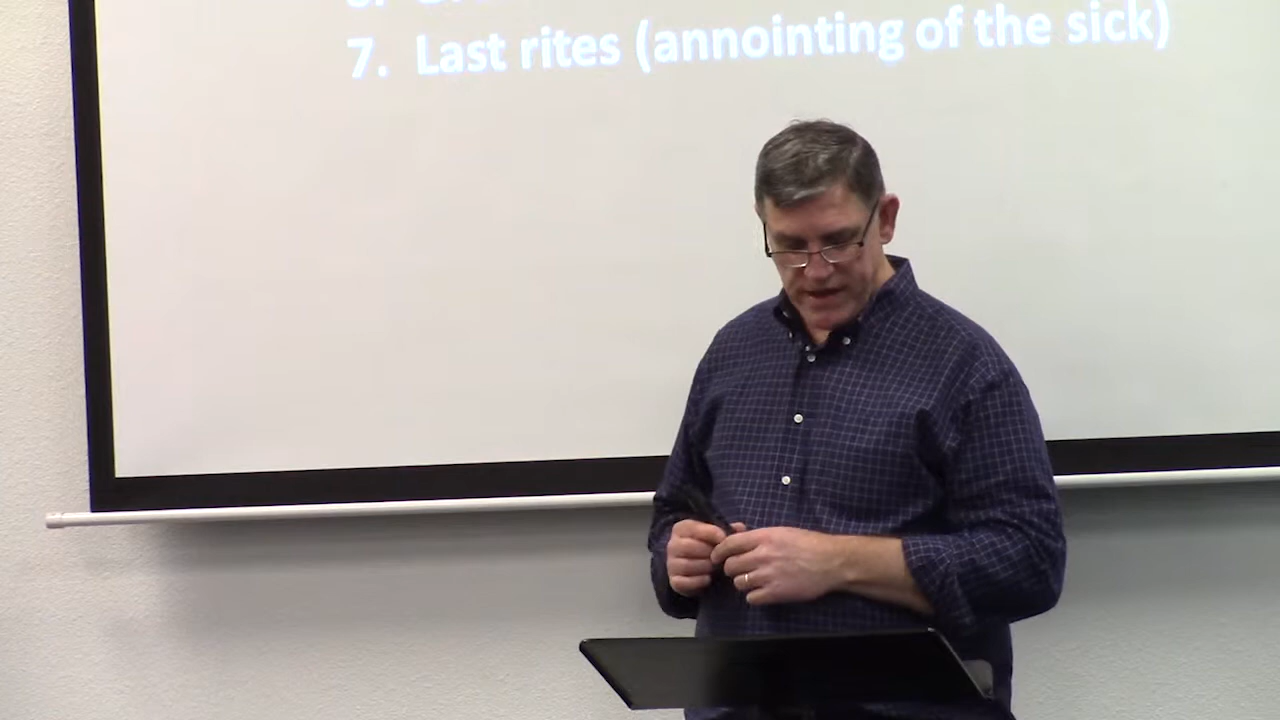 7. Last rites (annointing of the sick)